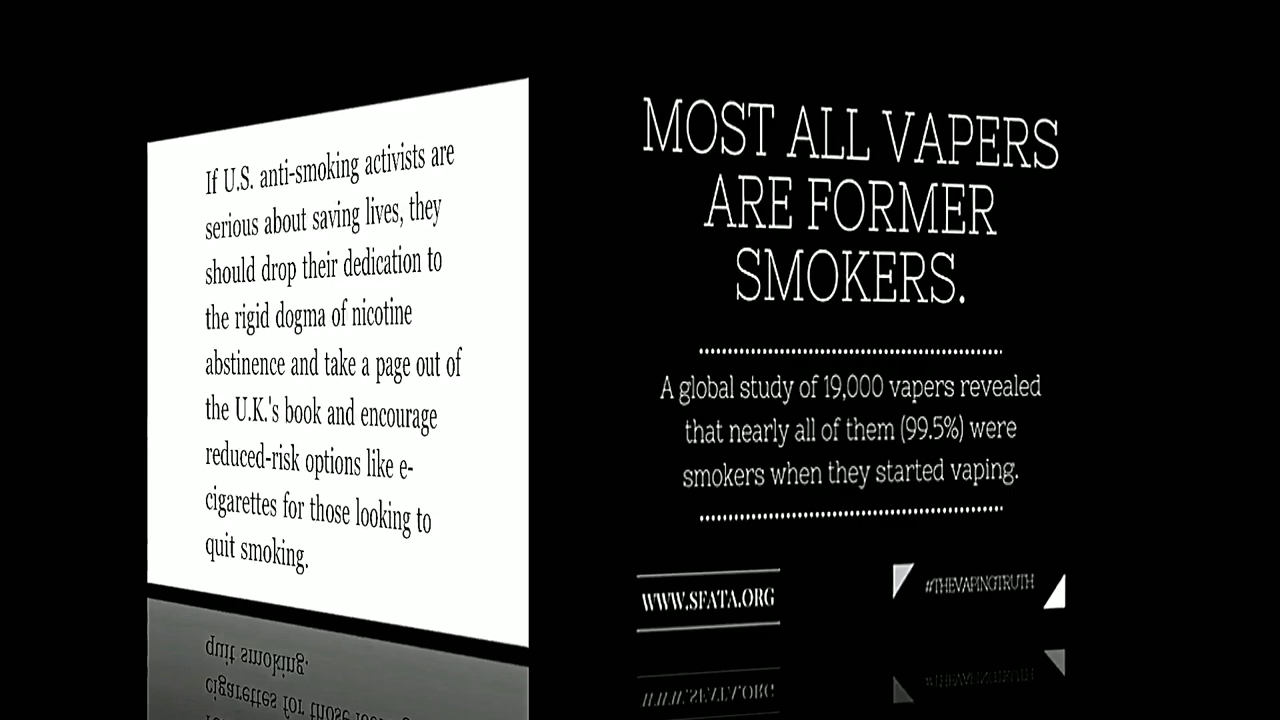 If U.S. anti-smoking activists are
serious about saving lives, they
should drop their dedication to
the rigid dogma of nicotine
abstinence and take a page out of
the U.K.'s book and encourage
reduced-risk options like e-
cigarettes for those looking to
quit smoking.
MOST ALL VAPERS
ARE FORMER
SMOKERS.
A global study of 19,000 vapers revealed
that nearly all of them (99.5%) were
smokers when they started vaping.
WWW.SFATA.ORG
#THEVAPINGTRUTH